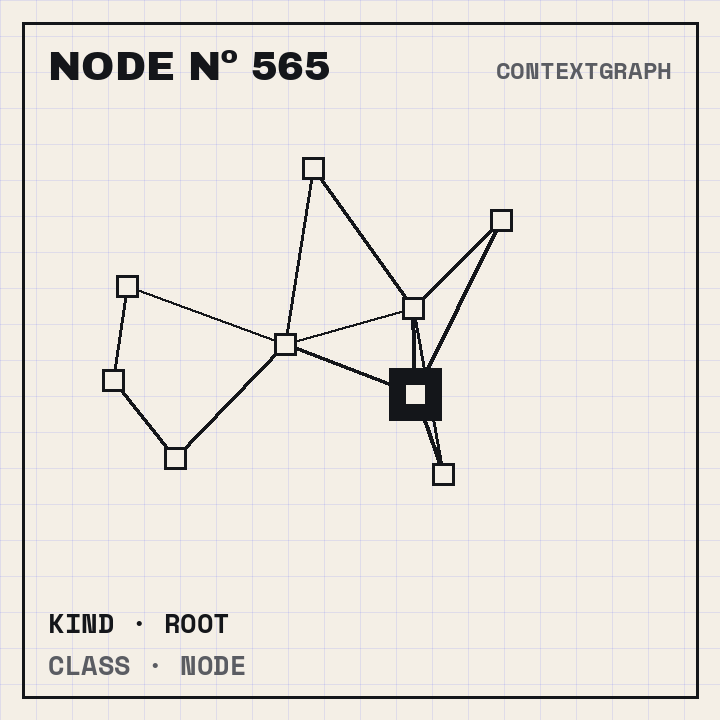 NODE Nº 565
CONTEXTGRAPH
KIND · ROOT
CLASS · NODE